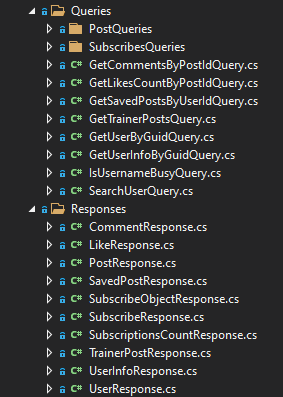 Queries
PostQueries
SubscribesQueries
C# GetCommentsByPostIdQuery.cs
C# GetLikesCountByPostIdQuery.cs
C# GetSavedPostsByUserIdQuery.cs
C# GetTrainerPostsQuery.cs
C# GetUserByGuidQuery.cs
C# GetUserInfoByGuidQuery.cs
C# IsUsernameBusyQuery.cs
C# SearchUserQuery.cs
Responses
C# CommentResponse.cs
C# LikeResponse.cs
C# PostResponse.cs
C# SavedPostResponse.cs
C# SubscribeObjectResponse.cs
C# SubscribeResponse.cs
C# SubscriptionsCountResponse.cs
C# TrainerPostResponse.cs
C# UserInfoResponse.cs
C# UserResponse.cs